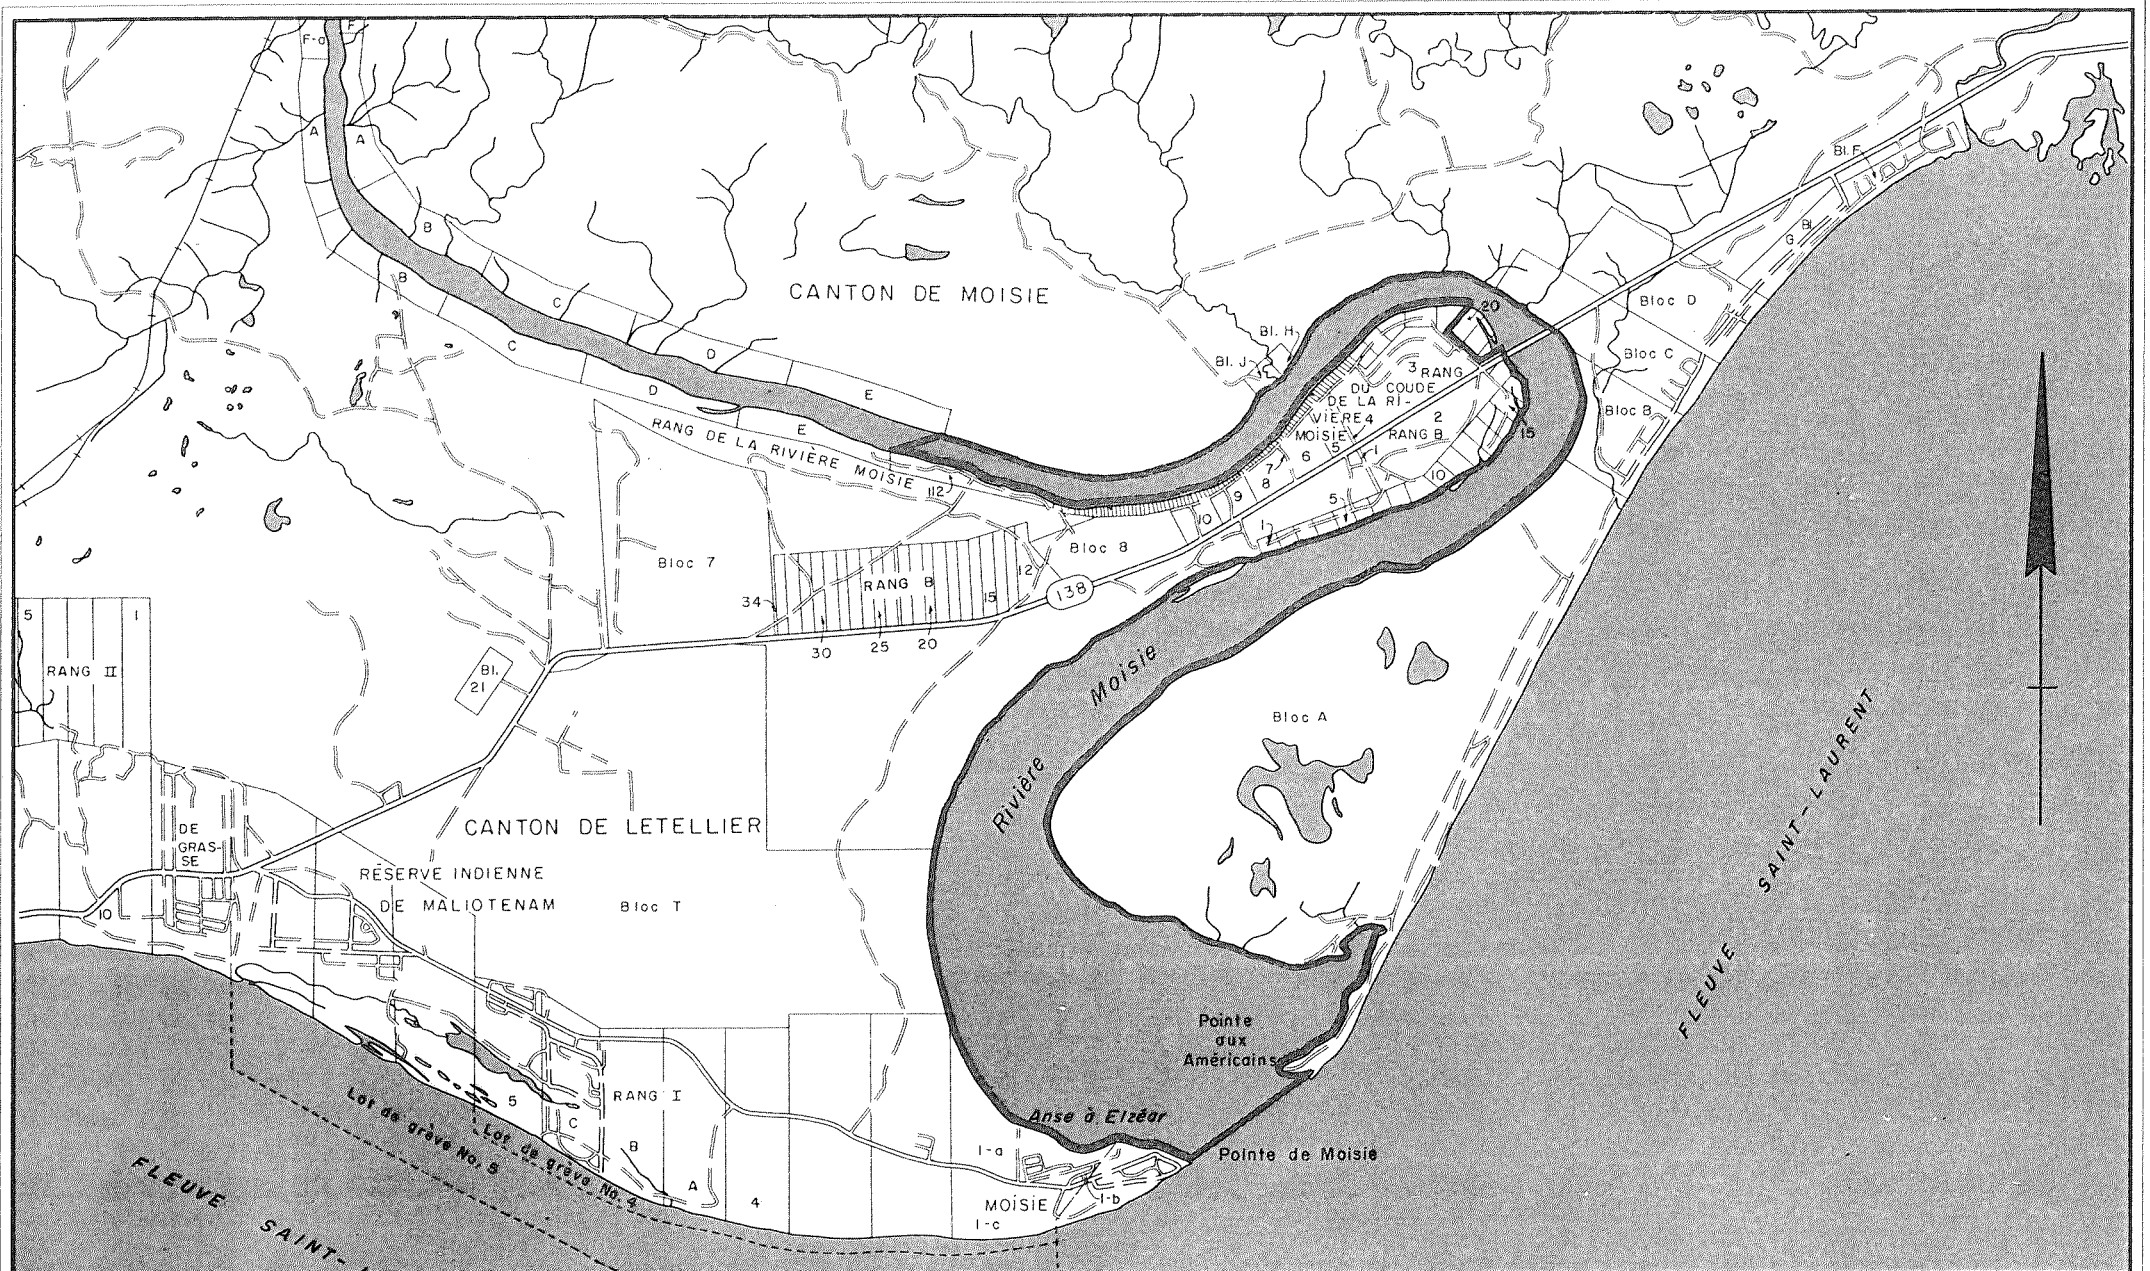 F
F-a
A
A
B
B
C
C
D
D
E
E
CANTON DE MOISIE
RANG DE LA RIVIÈRE MOISIE
112
Bl. F
Bl.
G
Bloc D
Bloc C
Bloc B
20
Bl. H
Bl. J
3
RANG
DU COUDE
DE LA RI-
VIÈRE 4
MOISIE
2
RANG B
15
5
1
6
7
8
9
10
10
5
1
Bloc 7
Bloc 8
RANG B
12
15
34
30
25
20
138
5
1
RANG II
Bl.
21
Rivière Moisie
Bloc A
CANTON DE LETELLIER
DE
GRAS-
SE
RÉSERVE INDIENNE
DE MALIOTENAM
Bloc T
10
FLEUVE SAINT-LAURENT
Pointe
aux
Américains
RANG I
5
C
B
A
4
Lot de grève No. 5
Lot de grève No. 4
Anse à Elzéar
Pointe de Moisie
1-a
MOISIE
1-b
1-c
FLEUVE SAINT-